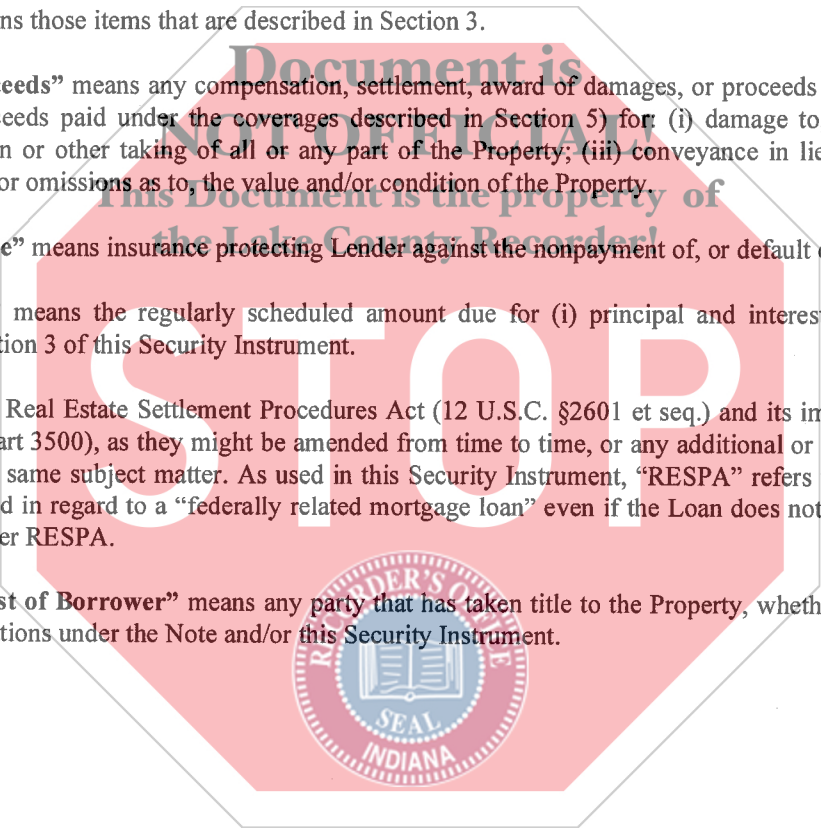 ns those items that are described in Section 3.
Document is
eeds” means any compensation, settlement, award of damages, or proceeds
eeds paid under the coverages described in Section 5) for: (i) damage to
NOT OFFICIAL!
n or other taking of all or any part of the Property; (iii) conveyance in lie
or omissions as to, the value and/or condition of the Property.
This Document is the property of
the Lake County Recorder!
e” means insurance protecting Lender against the nonpayment of, or default
means the regularly scheduled amount due for (i) principal and interest
tion 3 of this Security Instrument.
STOP
Real Estate Settlement Procedures Act (12 U.S.C. §2601 et seq.) and its im
art 3500), as they might be amended from time to time, or any additional or
same subject matter. As used in this Security Instrument, “RESPA” refers
d in regard to a “federally related mortgage loan” even if the Loan does not
er RESPA.
st of Borrower” means any party that has taken title to the Property, wheth
tions under the Note and/or this Security Instrument.
RECORDER'S OFFICE
SEAL
INDIANA